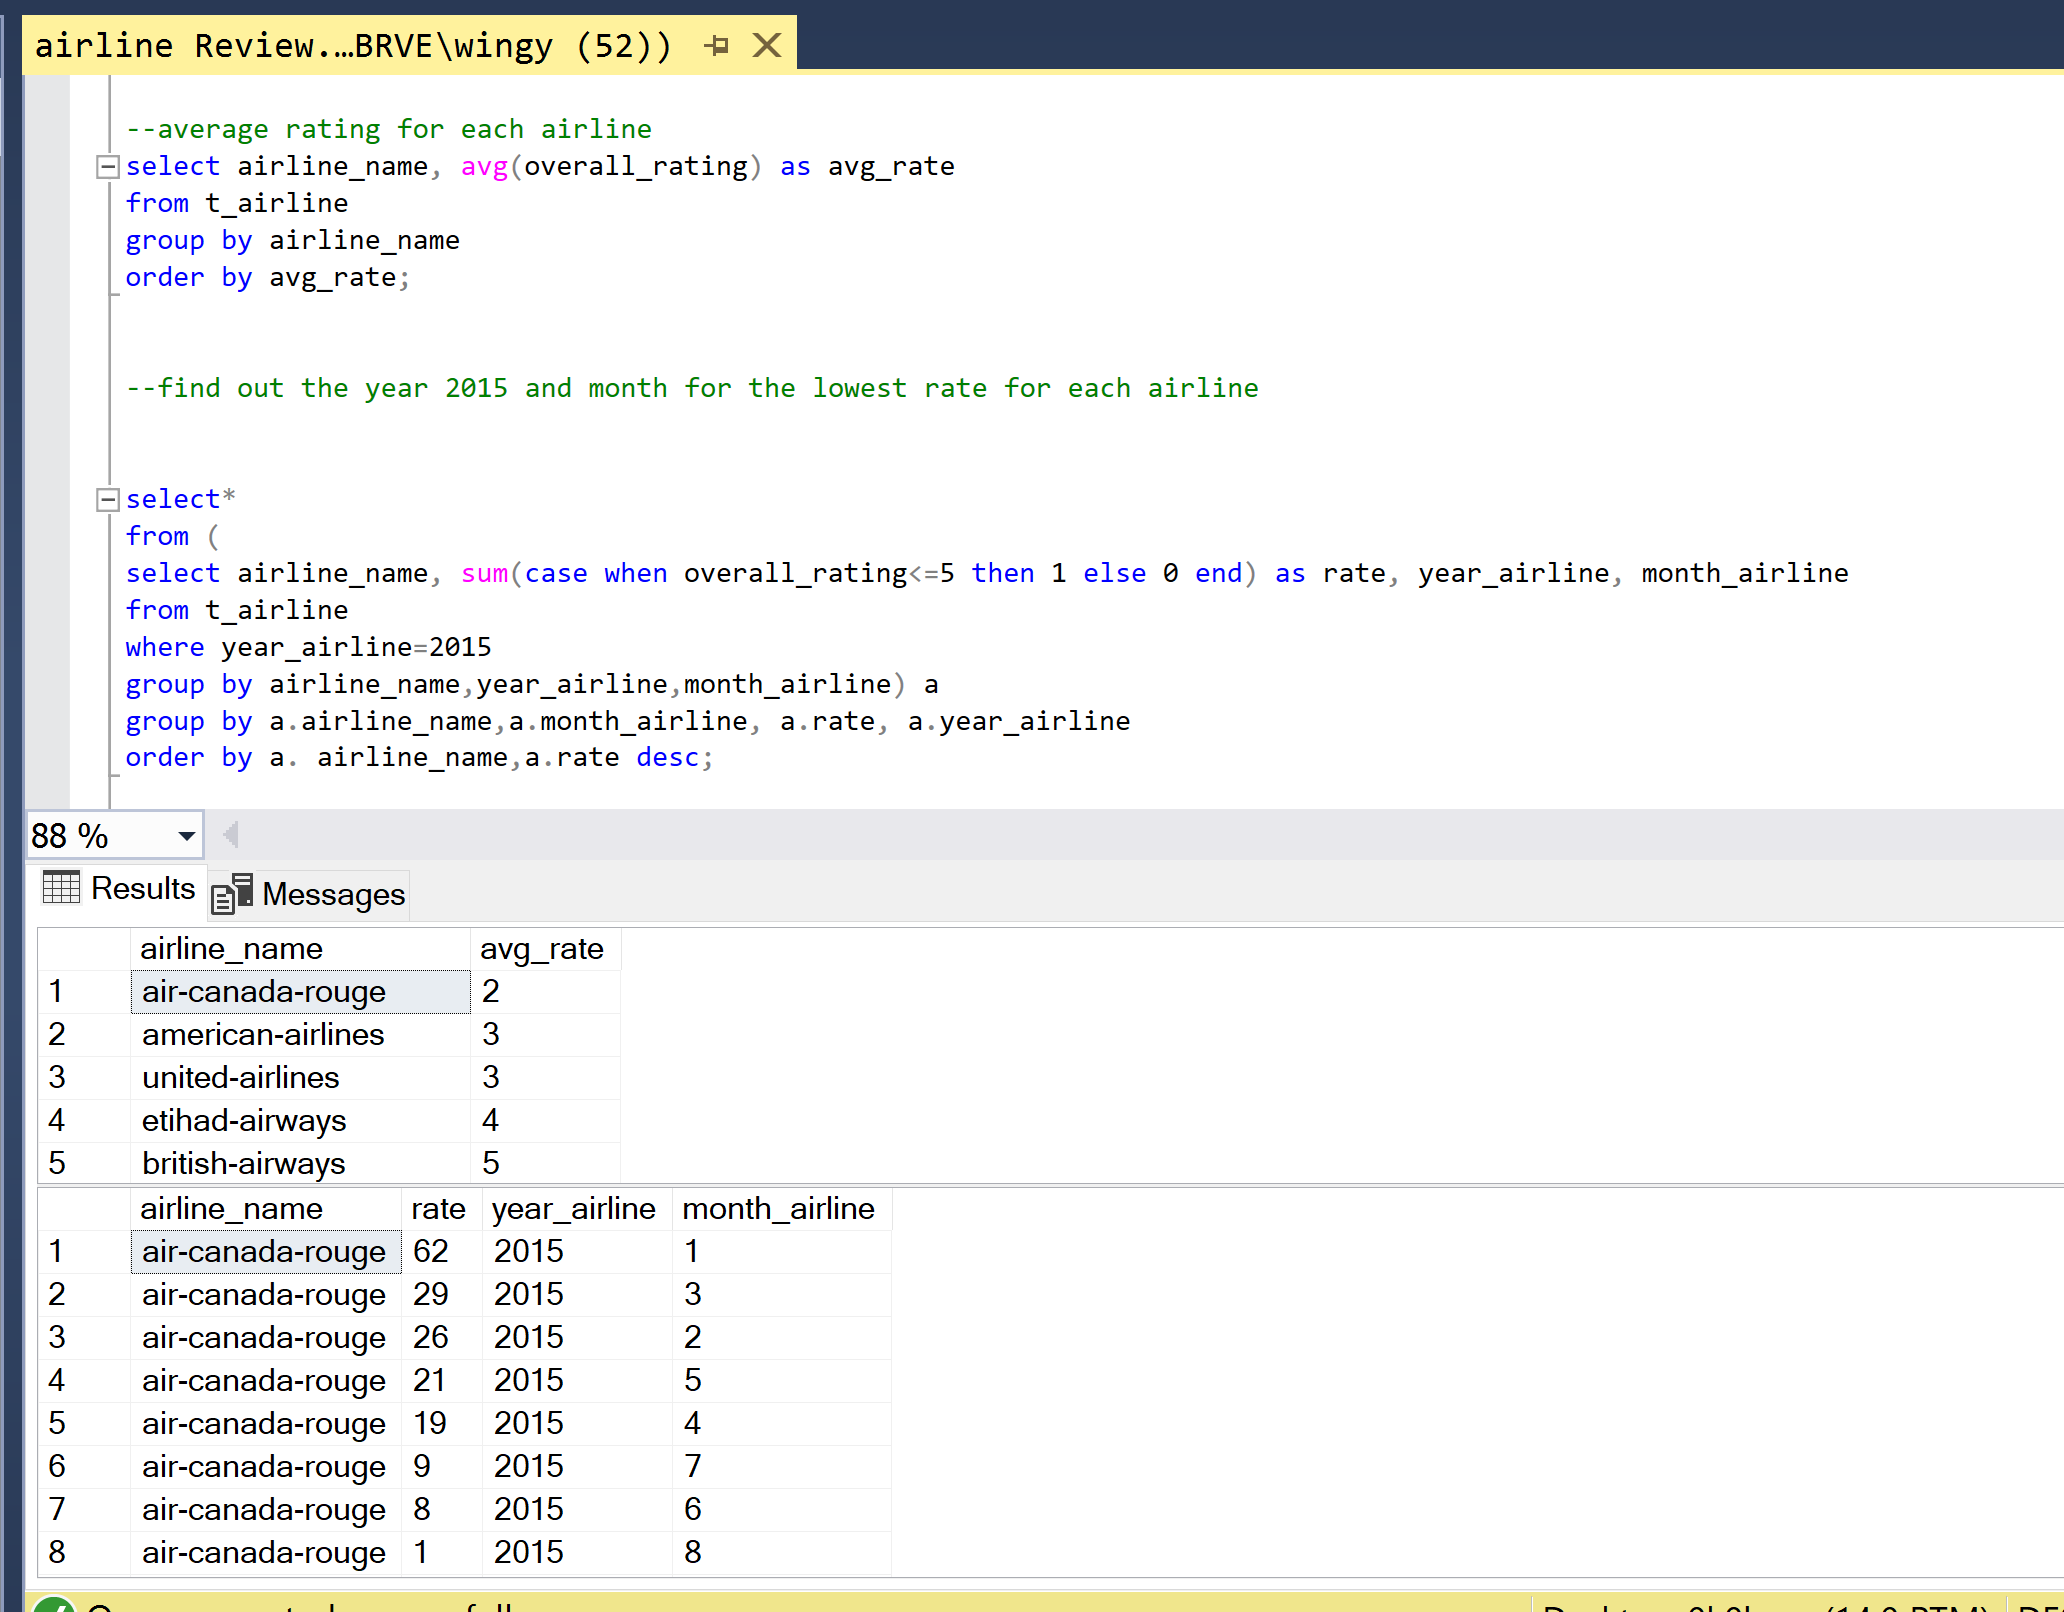 airline Review....BRVE\wingy (52))
--average rating for each airline
select airline_name, avg(overall_rating) as avg_rate
from t_airline
group by airline_name
order by avg_rate;
--find out the year 2015 and month for the lowest rate for each airline
select*
from (
select airline_name, sum(case when overall_rating<=5 then 1 else 0 end) as rate, year_airline, month_airline
from t_airline
where year_airline=2015
group by airline_name,year_airline,month_airline) a
group by a.airline_name,a.month_airline, a.rate, a.year_airline
order by a. airline_name,a.rate desc;
88 %
Results Messages
airline_name avg_rate
1 air-canada-rouge 2
2 american-airlines 3
3 united-airlines 3
4 etihad-airways 4
5 british-airways 5
airline_name rate year_airline month_airline
1 air-canada-rouge 62 2015 1
2 air-canada-rouge 29 2015 3
3 air-canada-rouge 26 2015 2
4 air-canada-rouge 21 2015 5
5 air-canada-rouge 19 2015 4
6 air-canada-rouge 9 2015 7
7 air-canada-rouge 8 2015 6
8 air-canada-rouge 1 2015 8